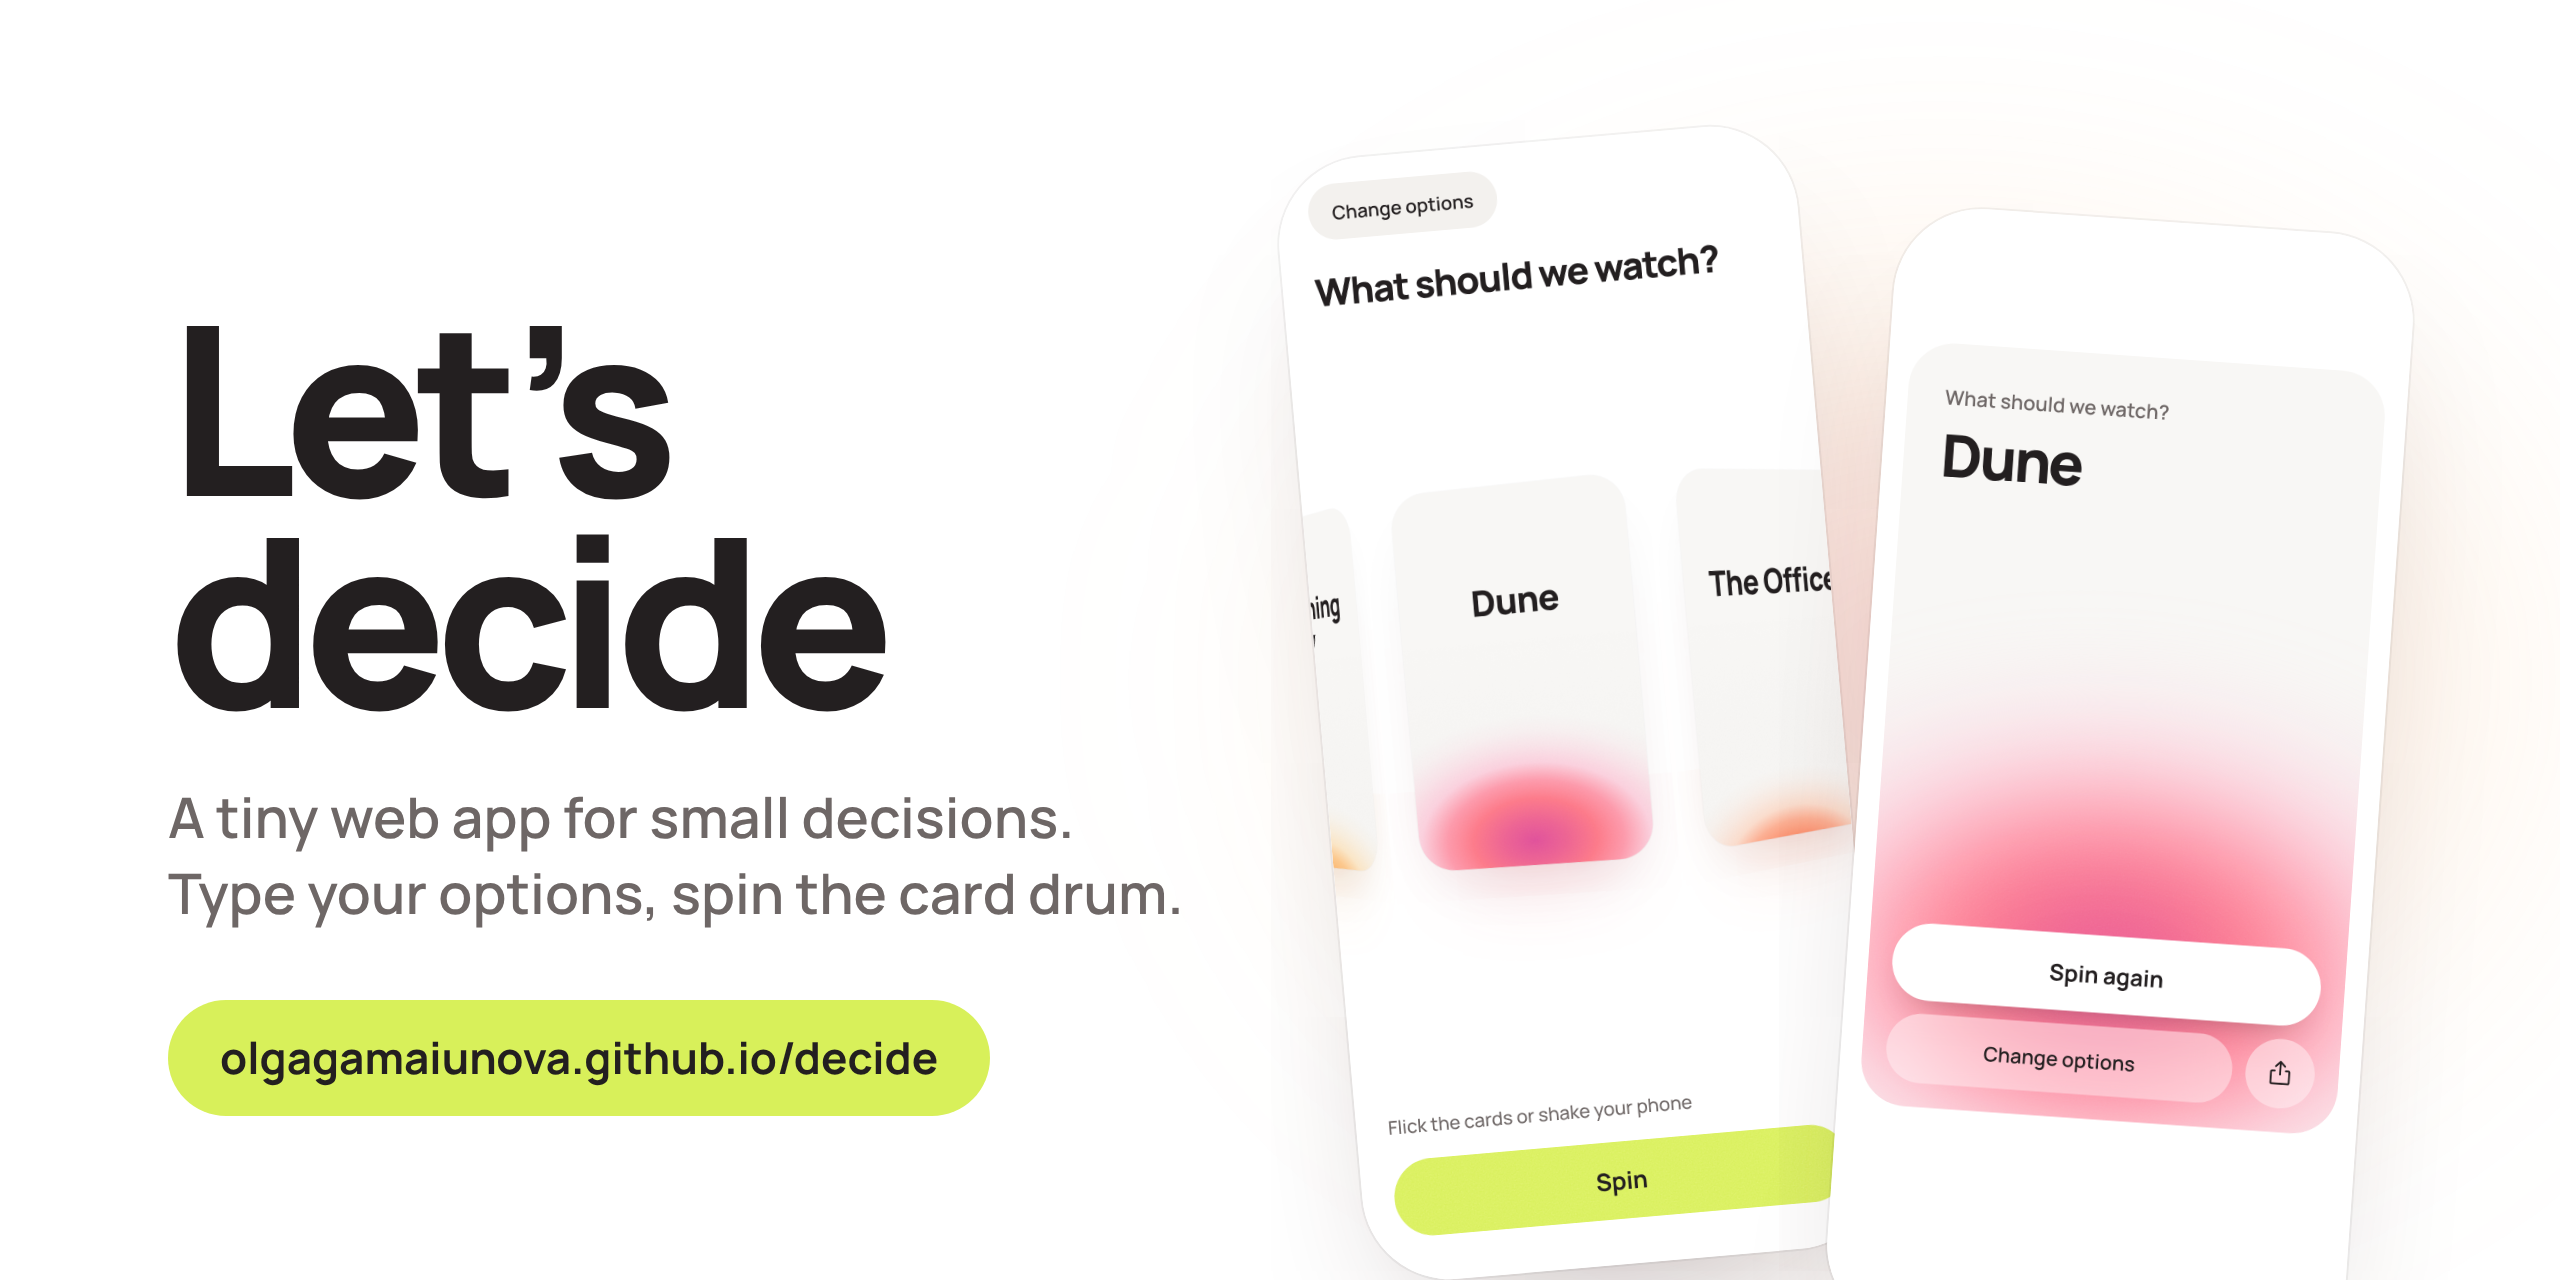 Let’s
decide
A tiny web app for small decisions.
Type your options, spin the card drum.
olgagamaiunova.github.io/decide
Change options
What should we watch?
Dune
The Office
Flick the cards or shake your phone
Spin
What should we watch?
Dune
Spin again
Change options